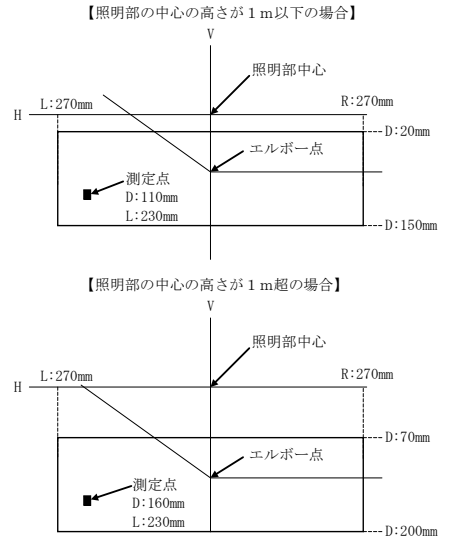 【照明部の中心の高さが１ｍ以下の場合】
V
照明部中心
L:270mm
R:270mm
H
D:20mm
エルボー点
測定点
D:110mm
L:230mm
D:150mm
【照明部の中心の高さが１ｍ超の場合】
V
照明部中心
L:270mm
R:270mm
H
D:70mm
エルボー点
測定点
D:160mm
L:230mm
D:200mm